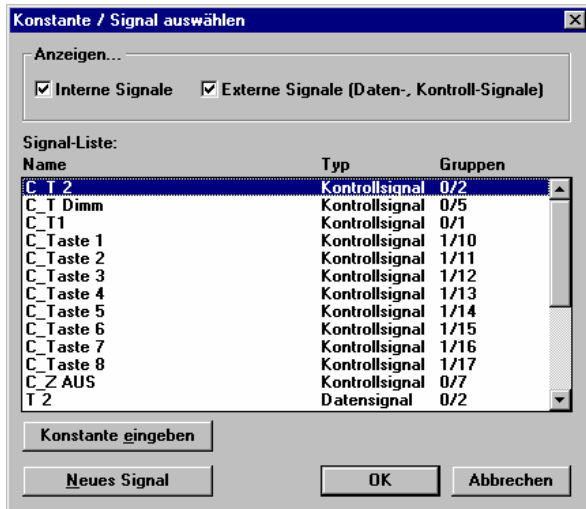 Konstante / Signal auswählen
Anzeigen...
Interne Signale Externe Signale (Daten-, Kontroll-Signale)
Signal-Liste:
Name Typ Gruppen
C_T 2 Kontrollsignal 0/2
C_T Dimm Kontrollsignal 0/5
C_T1 Kontrollsignal 0/1
C_Taste 1 Kontrollsignal 1/10
C_Taste 2 Kontrollsignal 1/11
C_Taste 3 Kontrollsignal 1/12
C_Taste 4 Kontrollsignal 1/13
C_Taste 5 Kontrollsignal 1/14
C_Taste 6 Kontrollsignal 1/15
C_Taste 7 Kontrollsignal 1/16
C_Taste 8 Kontrollsignal 1/17
C_Z AUS Kontrollsignal 0/7
T 2 Datensignal 0/2
Konstante eingeben
Neues Signal OK Abbrechen